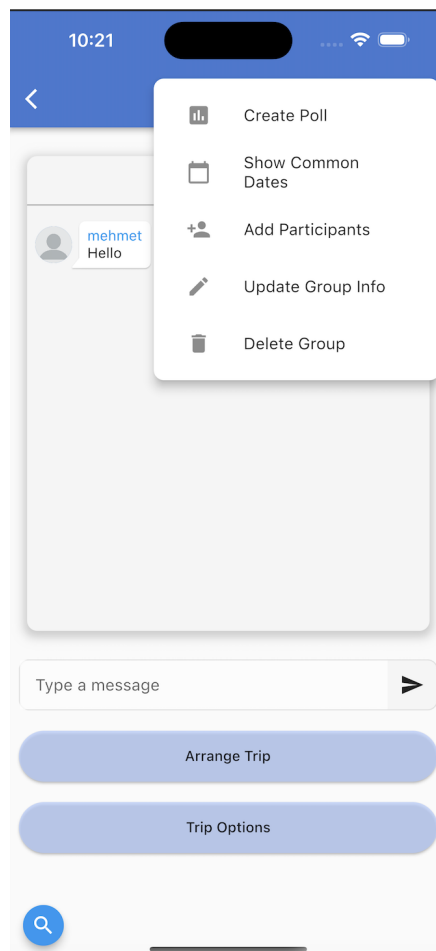 10:21
Create Poll
Show Common
Dates
Add Participants
Update Group Info
Delete Group
mehmet
Hello
Type a message
Arrange Trip
Trip Options